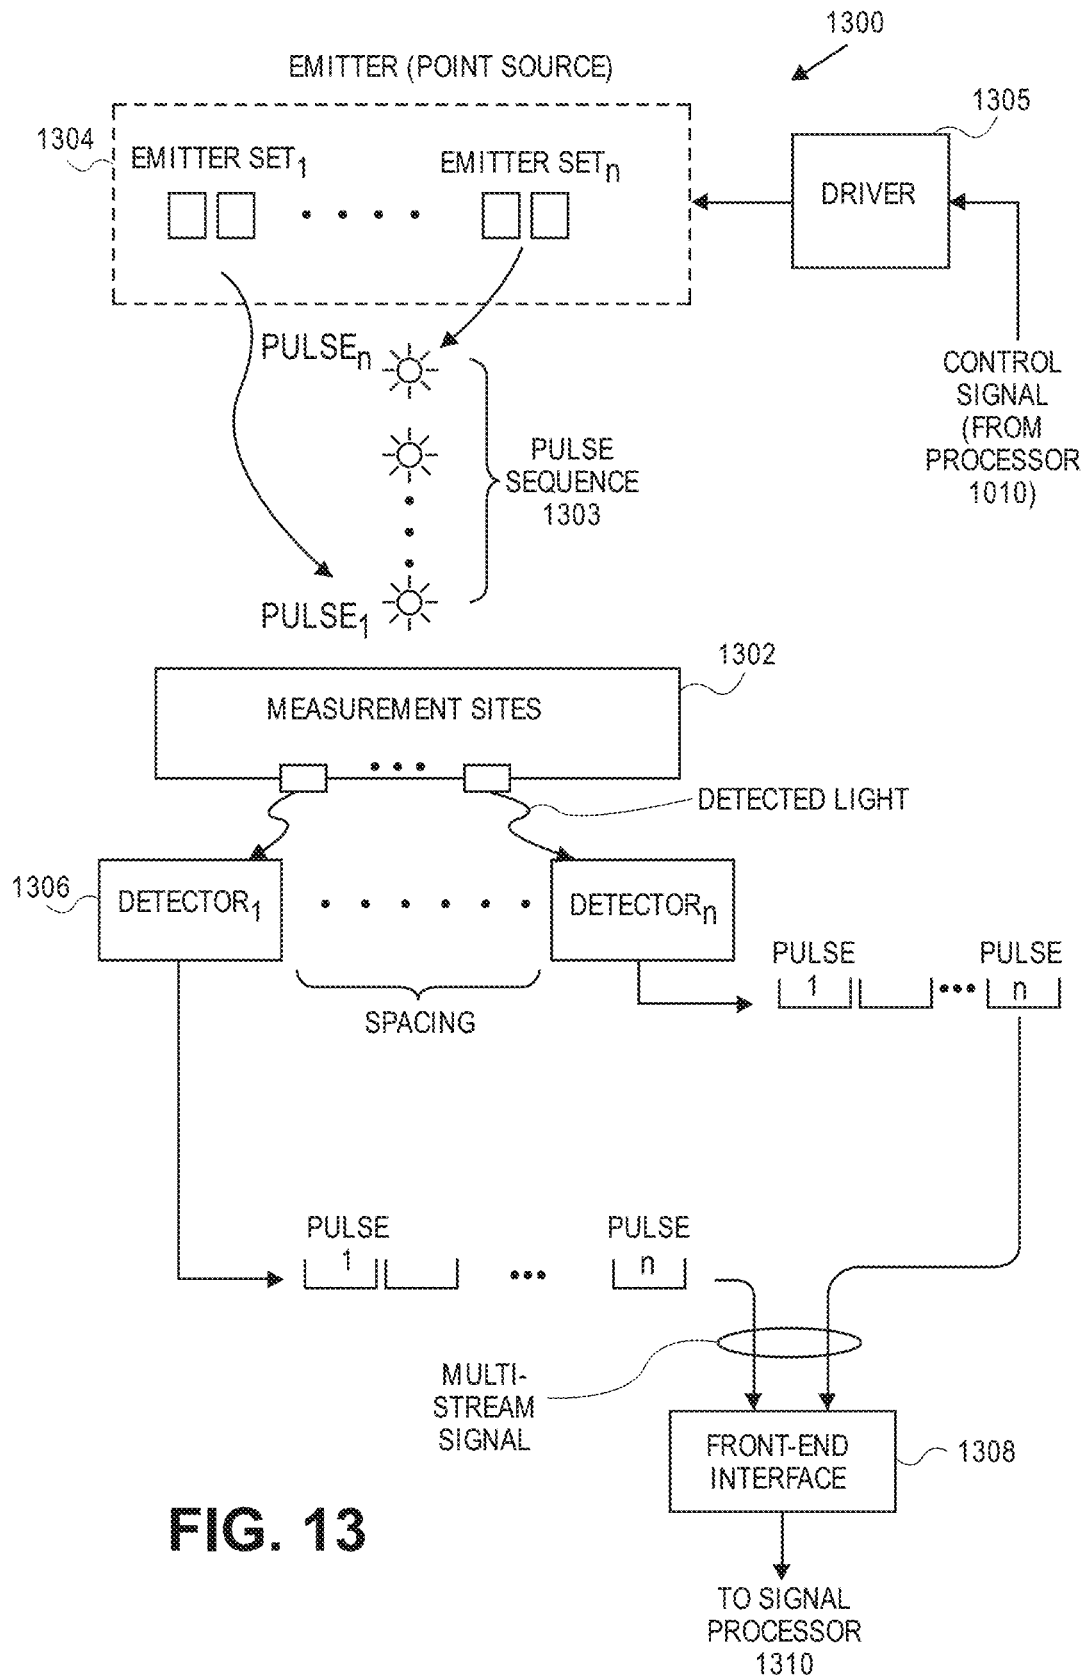 1300
EMITTER (POINT SOURCE)
1304
1305
EMITTER SET1
EMITTER SETn
DRIVER
PULSEn
CONTROL
SIGNAL
(FROM
PROCESSOR
1010)
PULSE
SEQUENCE
1303
PULSE1
1302
MEASUREMENT SITES
DETECTED LIGHT
1306
DETECTOR1
DETECTORn
PULSE
1
PULSE
n
SPACING
PULSE
1
PULSE
n
MULTI-
STREAM
SIGNAL
FRONT-END
INTERFACE
1308
FIG. 13
TO SIGNAL
PROCESSOR
1310